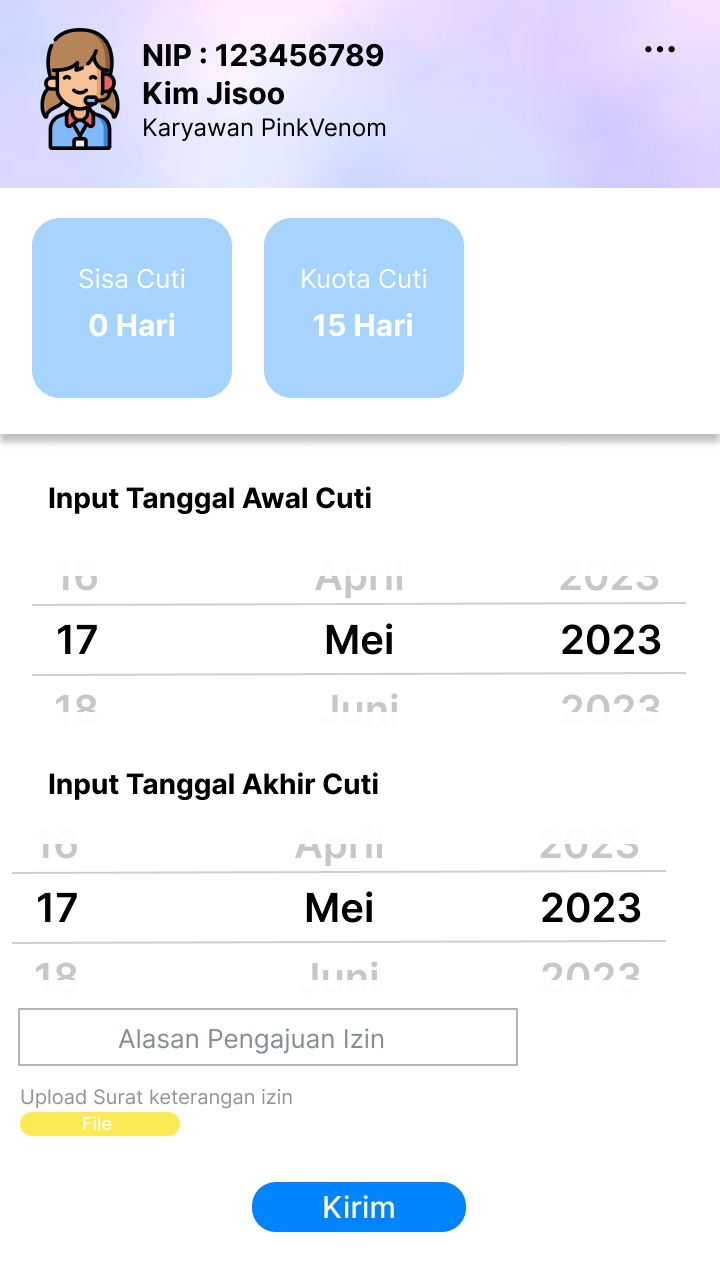 NIP : 123456789
Kim Jisoo
Karyawan PinkVenom
Sisa Cuti
0 Hari
Kuota Cuti
15 Hari
Input Tanggal Awal Cuti
16 April 2023
17 Mei 2023
18 Juni 2023
Input Tanggal Akhir Cuti
16 April 2023
17 Mei 2023
18 Juni 2023
Alasan Pengajuan Izin
Upload Surat keterangan izin
File
Kirim